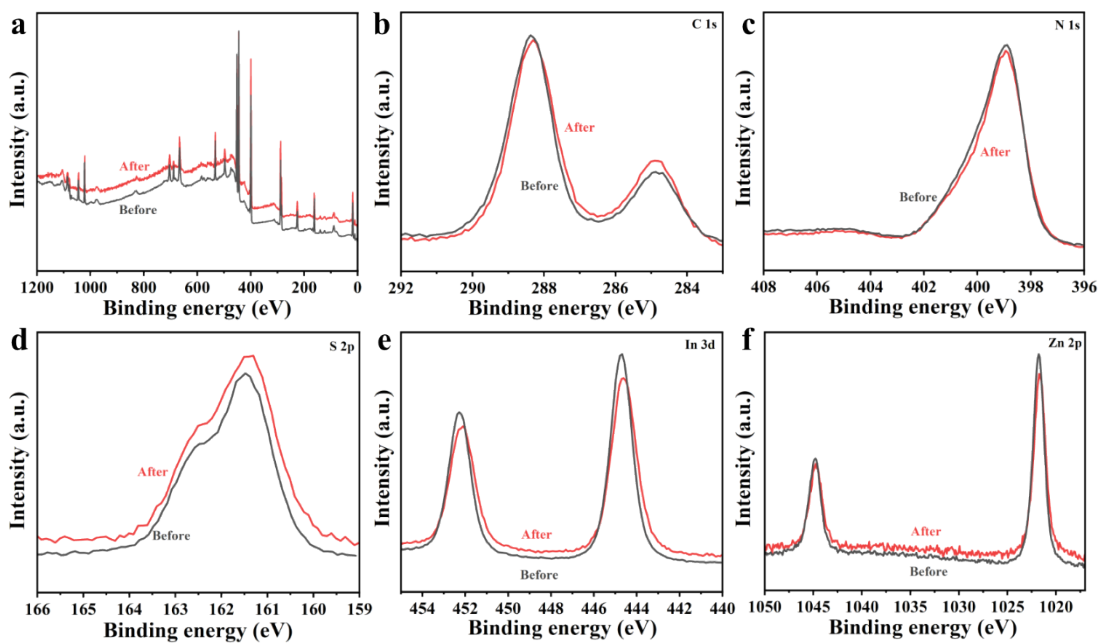 a
Intensity (a.u.)
After
Before
1200 1000 800 600 400 200 0
Binding energy (eV)
b
C 1s
Intensity (a.u.)
After
Before
292 290 288 286 284
Binding energy (eV)
c
N 1s
Intensity (a.u.)
Before
After
408 406 404 402 400 398 396
Binding energy (eV)
d
S 2p
Intensity (a.u.)
After
Before
166 165 164 163 162 161 160 159
Binding energy (eV)
e
In 3d
Intensity (a.u.)
After
Before
454 452 450 448 446 444 442 440
Binding energy (eV)
f
Zn 2p
Intensity (a.u.)
After
Before
1050 1045 1040 1035 1030 1025 1020
Binding energy (eV)